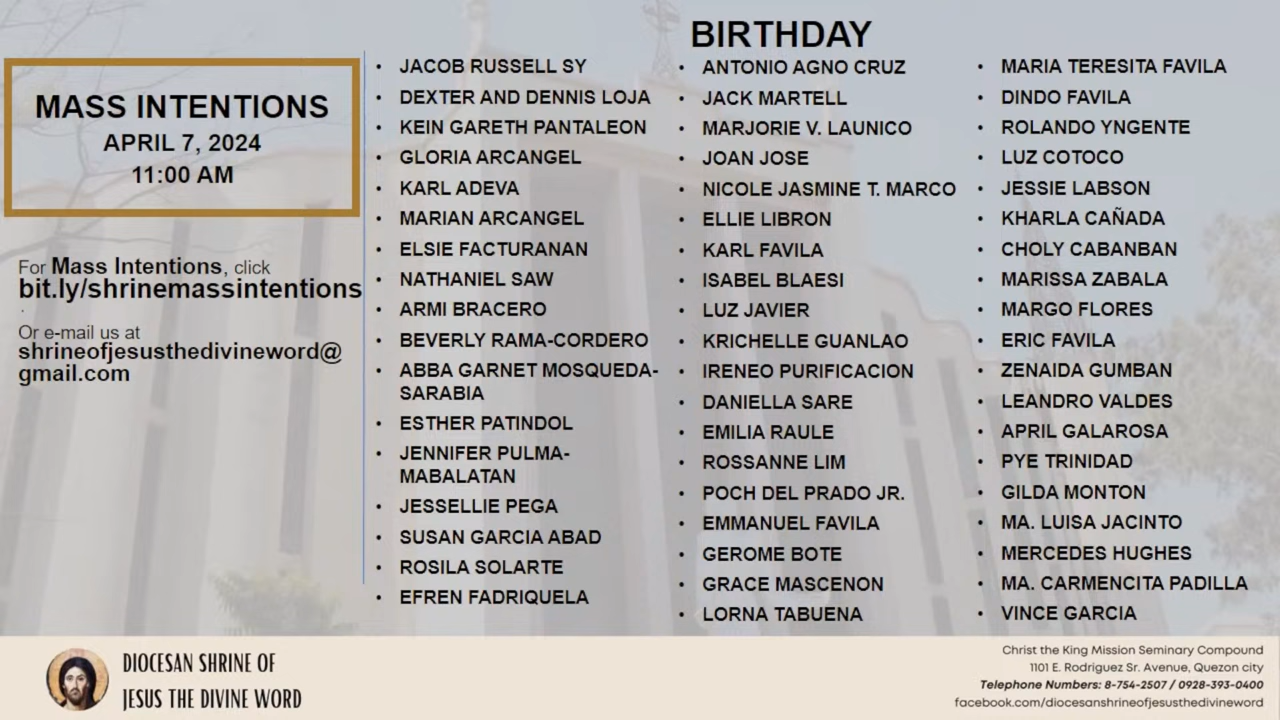 BIRTHDAY
MASS INTENTIONS
APRIL 7, 2024
11:00 AM
For Mass Intentions, click
bit.ly/shrinemassintentions
.
Or e-mail us at
shrineofjesusthedivineword@
gmail.com
• JACOB RUSSELL SY
• DEXTER AND DENNIS LOJA
• KEIN GARETH PANTALEON
• GLORIA ARCANGEL
• KARL ADEVA
• MARIAN ARCANGEL
• ELSIE FACTURANAN
• NATHANIEL SAW
• ARMI BRACERO
• BEVERLY RAMA-CORDERO
• ABBA GARNET MOSQUEDA-
SARABIA
• ESTHER PATINDOL
• JENNIFER PULMA-
MABALATAN
• JESSELLIE PEGA
• SUSAN GARCIA ABAD
• ROSILA SOLARTE
• EFREN FADRIQUELA
• ANTONIO AGNO CRUZ
• JACK MARTELL
• MARJORIE V. LAUNICO
• JOAN JOSE
• NICOLE JASMINE T. MARCO
• ELLIE LIBRON
• KARL FAVILA
• ISABEL BLAESI
• LUZ JAVIER
• KRICHELLE GUANLAO
• IRENEO PURIFICACION
• DANIELLA SARE
• EMILIA RAULE
• ROSSANNE LIM
• POCH DEL PRADO JR.
• EMMANUEL FAVILA
• GEROME BOTE
• GRACE MASCENON
• LORNA TABUENA
• MARIA TERESITA FAVILA
• DINDO FAVILA
• ROLANDO YNGENTE
• LUZ COTOCO
• JESSIE LABSON
• KHARLA CAÑADA
• CHOLY CABANBAN
• MARISSA ZABALA
• MARGO FLORES
• ERIC FAVILA
• ZENAIDA GUMBAN
• LEANDRO VALDES
• APRIL GALAROSA
• PYE TRINIDAD
• GILDA MONTON
• MA. LUISA JACINTO
• MERCEDES HUGHES
• MA. CARMENCITA PADILLA
• VINCE GARCIA
DIOCESAN SHRINE OF
JESUS THE DIVINE WORD
Christ the King Mission Seminary Compound
1101 E. Rodriguez Sr. Avenue, Quezon city
Telephone Numbers: 8-754-2507 / 0928-393-0400
facebook.com/diocesanshrineofjesusthedivineword